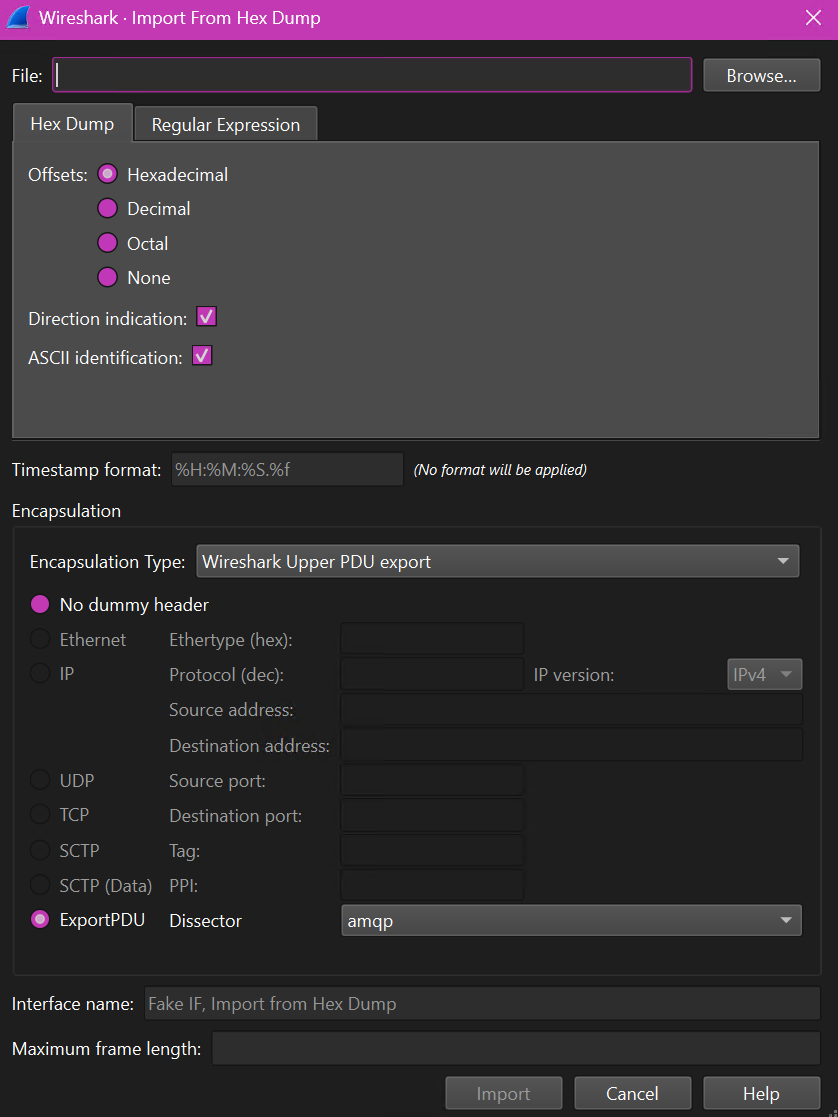 Wireshark · Import From Hex Dump
File: Browse...
Hex Dump Regular Expression
Offsets: Hexadecimal
Decimal
Octal
None
Direction indication:
ASCII identification:
Timestamp format: %H:%M:%S.%f (No format will be applied)
Encapsulation
Encapsulation Type: Wireshark Upper PDU export
No dummy header
Ethernet Ethertype (hex):
IP Protocol (dec): IP version: IPv4
Source address:
Destination address:
UDP Source port:
TCP Destination port:
SCTP Tag:
SCTP (Data) PPI:
ExportPDU Dissector amqp
Interface name: Fake IF, Import from Hex Dump
Maximum frame length:
Import Cancel Help